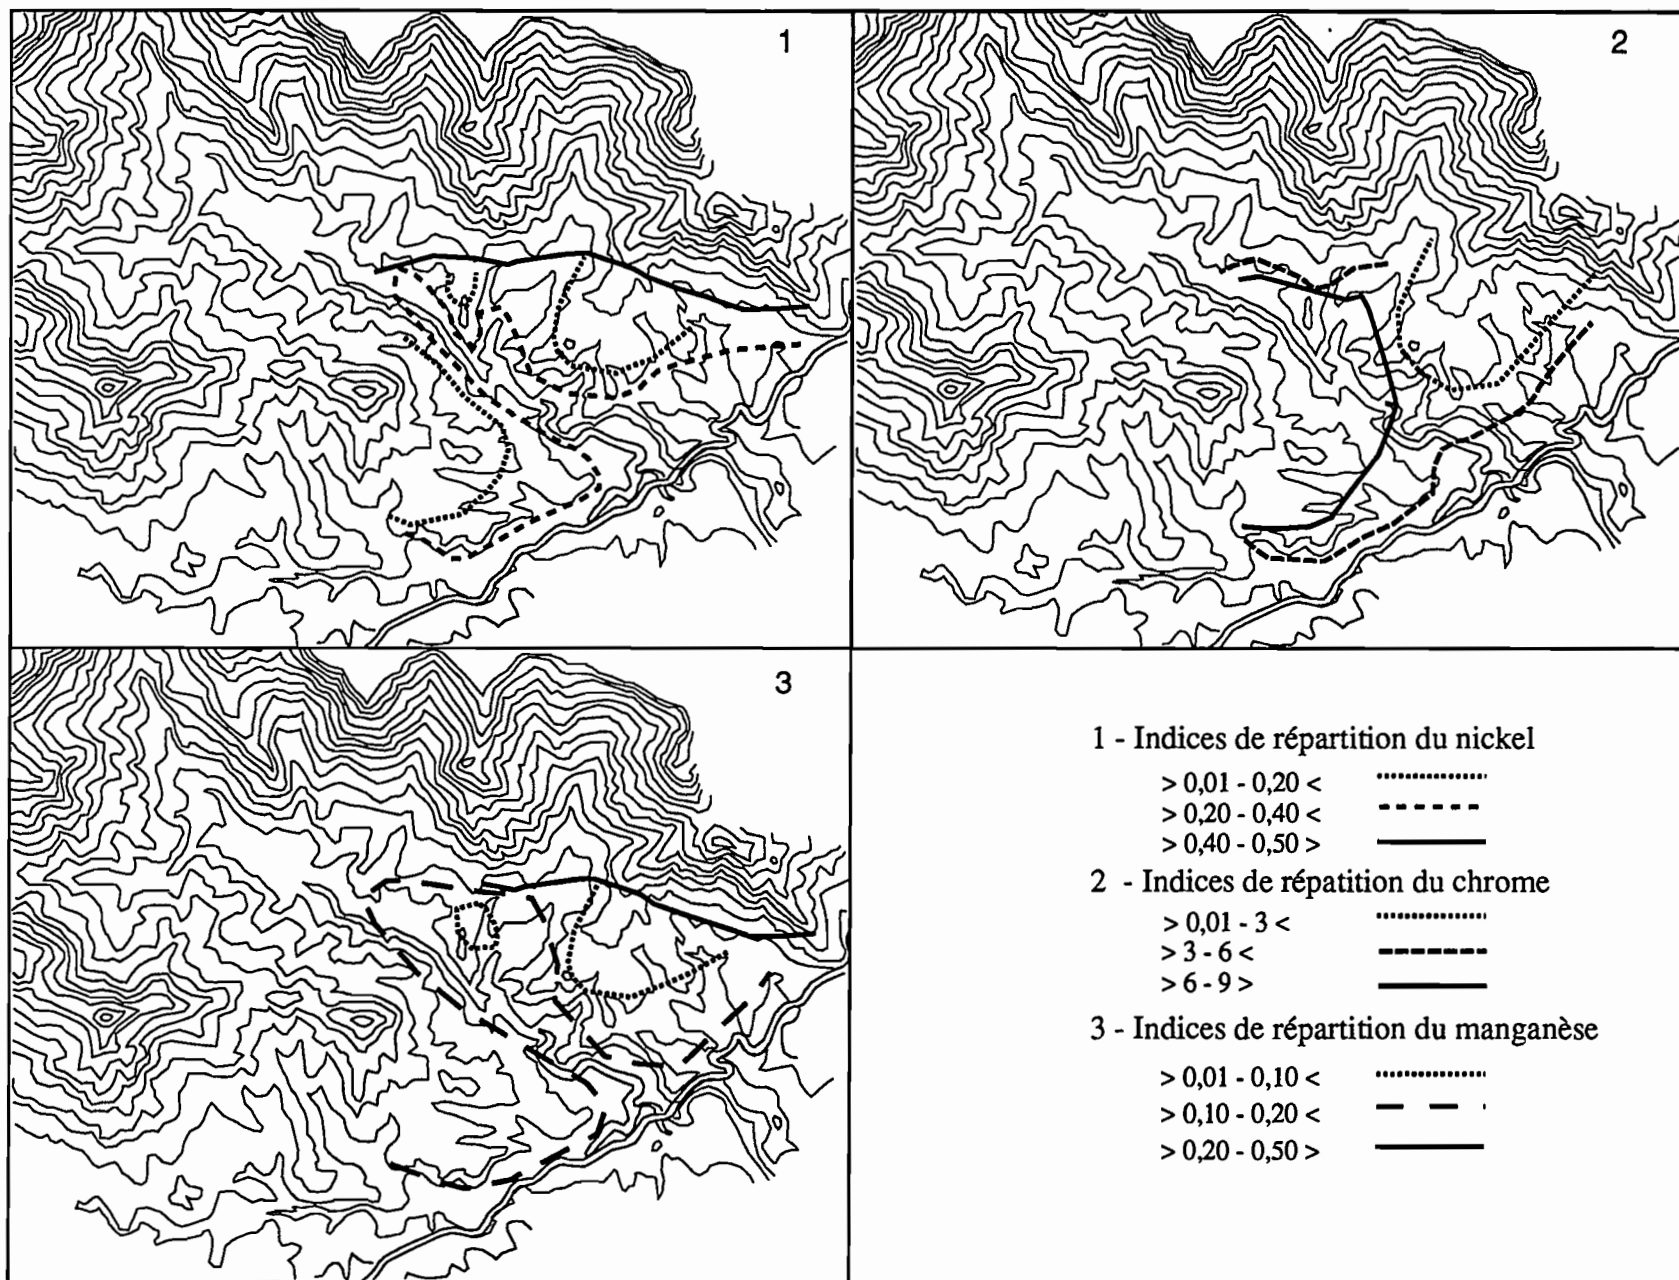 1
2
3
1 - Indices de répartition du nickel
> 0,01 - 0,20 <
> 0,20 - 0,40 <
> 0,40 - 0,50 >
2 - Indices de répatition du chrome
> 0,01 - 3 <
> 3 - 6 <
> 6 - 9 >
3 - Indices de répartition du manganèse
> 0,01 - 0,10 <
> 0,10 - 0,20 <
> 0,20 - 0,50 >